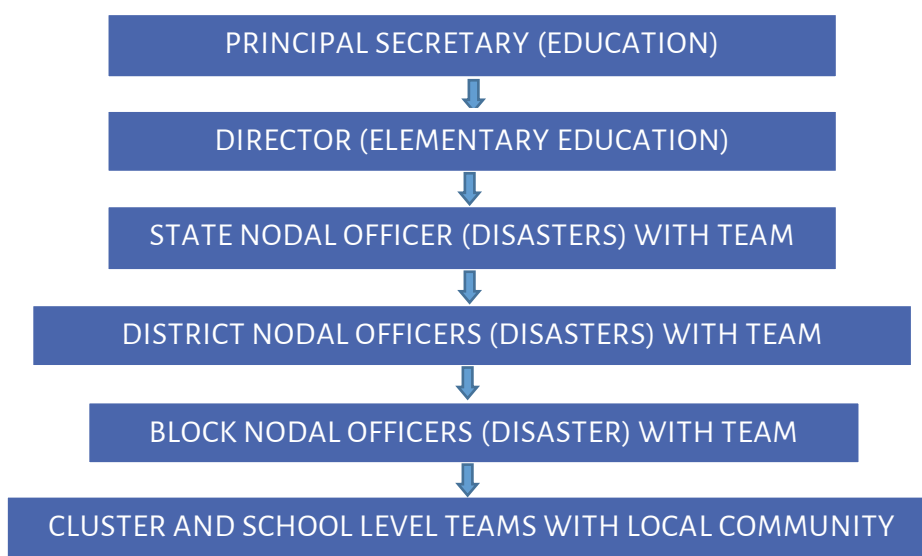 PRINCIPAL SECRETARY (EDUCATION)
DIRECTOR (ELEMENTARY EDUCATION)
STATE NODAL OFFICER (DISASTERS) WITH TEAM
DISTRICT NODAL OFFICERS (DISASTERS) WITH TEAM
BLOCK NODAL OFFICERS (DISASTER) WITH TEAM
CLUSTER AND SCHOOL LEVEL TEAMS WITH LOCAL COMMUNITY